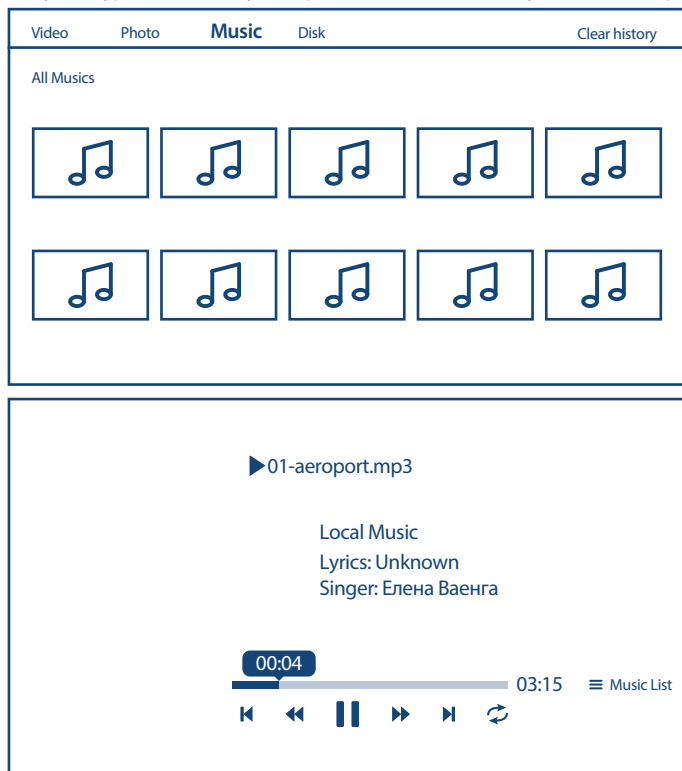 Video Photo Music Disk Clear history
All Musics
01-aeroport.mp3
Local Music
Lyrics: Unknown
Singer: Елена Ваенга
00:04
03:15 Music List